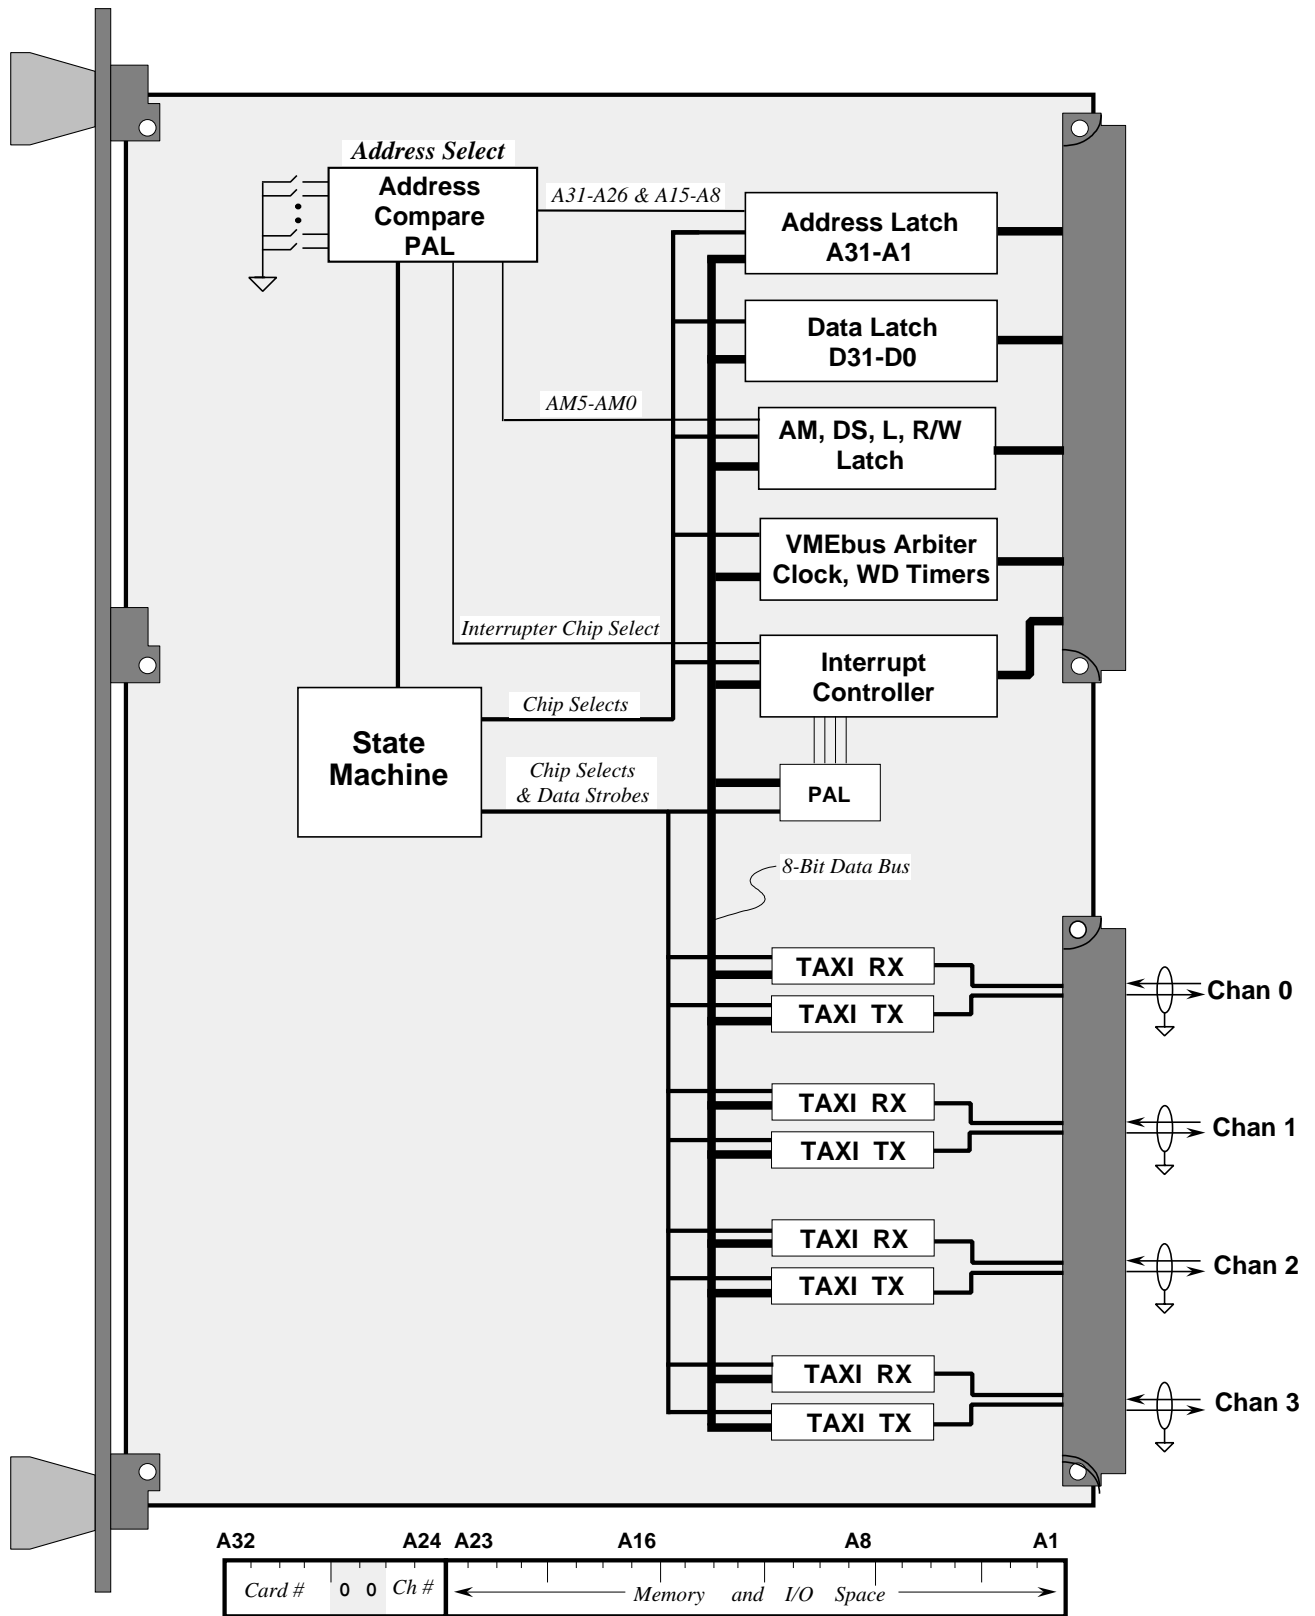 Address Select
Address
Compare
PAL
A31-A26 & A15-A8
Address Latch
A31-A1
Data Latch
D31-D0
AM5-AM0
AM, DS, L, R/W
Latch
VMEbus Arbiter
Clock, WD Timers
Interrupter Chip Select
Interrupt
Controller
State
Machine
Chip Selects
Chip Selects
& Data Strobes
PAL
8-Bit Data Bus
TAXI RX
TAXI TX
Chan 0
TAXI RX
TAXI TX
Chan 1
TAXI RX
TAXI TX
Chan 2
TAXI RX
TAXI TX
Chan 3
A32 A24 A23 A16 A8 A1
Card # 0 0 Ch # Memory and I/O Space